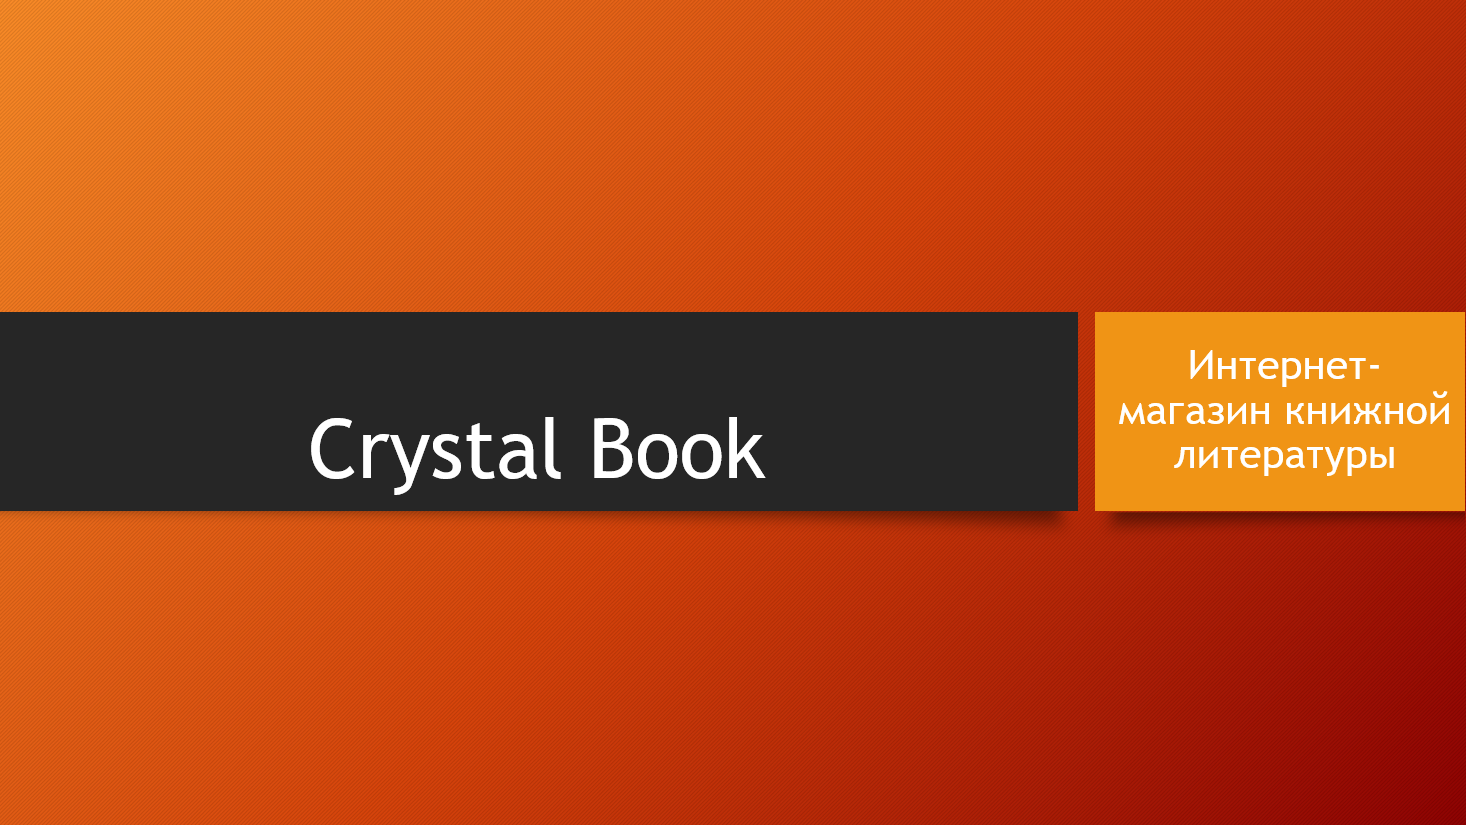 Crystal Book
Интернет-
магазин книжной
литературы